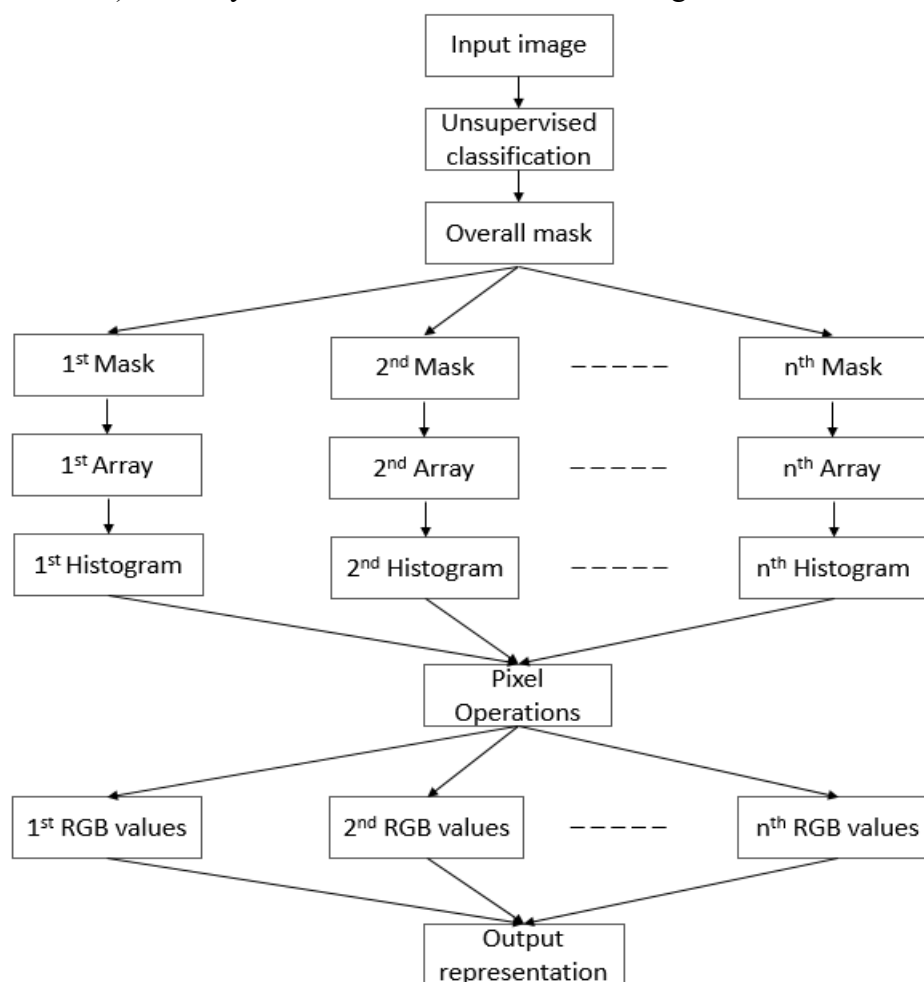 Input image
Unsupervised
classification
Overall mask
1st Mask
2nd Mask
nth Mask
1st Array
2nd Array
nth Array
1st Histogram
2nd Histogram
nth Histogram
Pixel
Operations
1st RGB values
2nd RGB values
nth RGB values
Output
representation